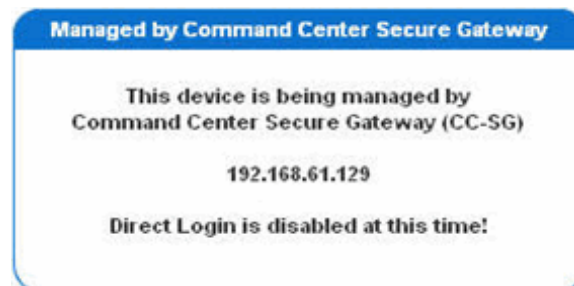 Managed by Command Center Secure Gateway
This device is being managed by
Command Center Secure Gateway (CC-SG)
192.168.61.129
Direct Login is disabled at this time!